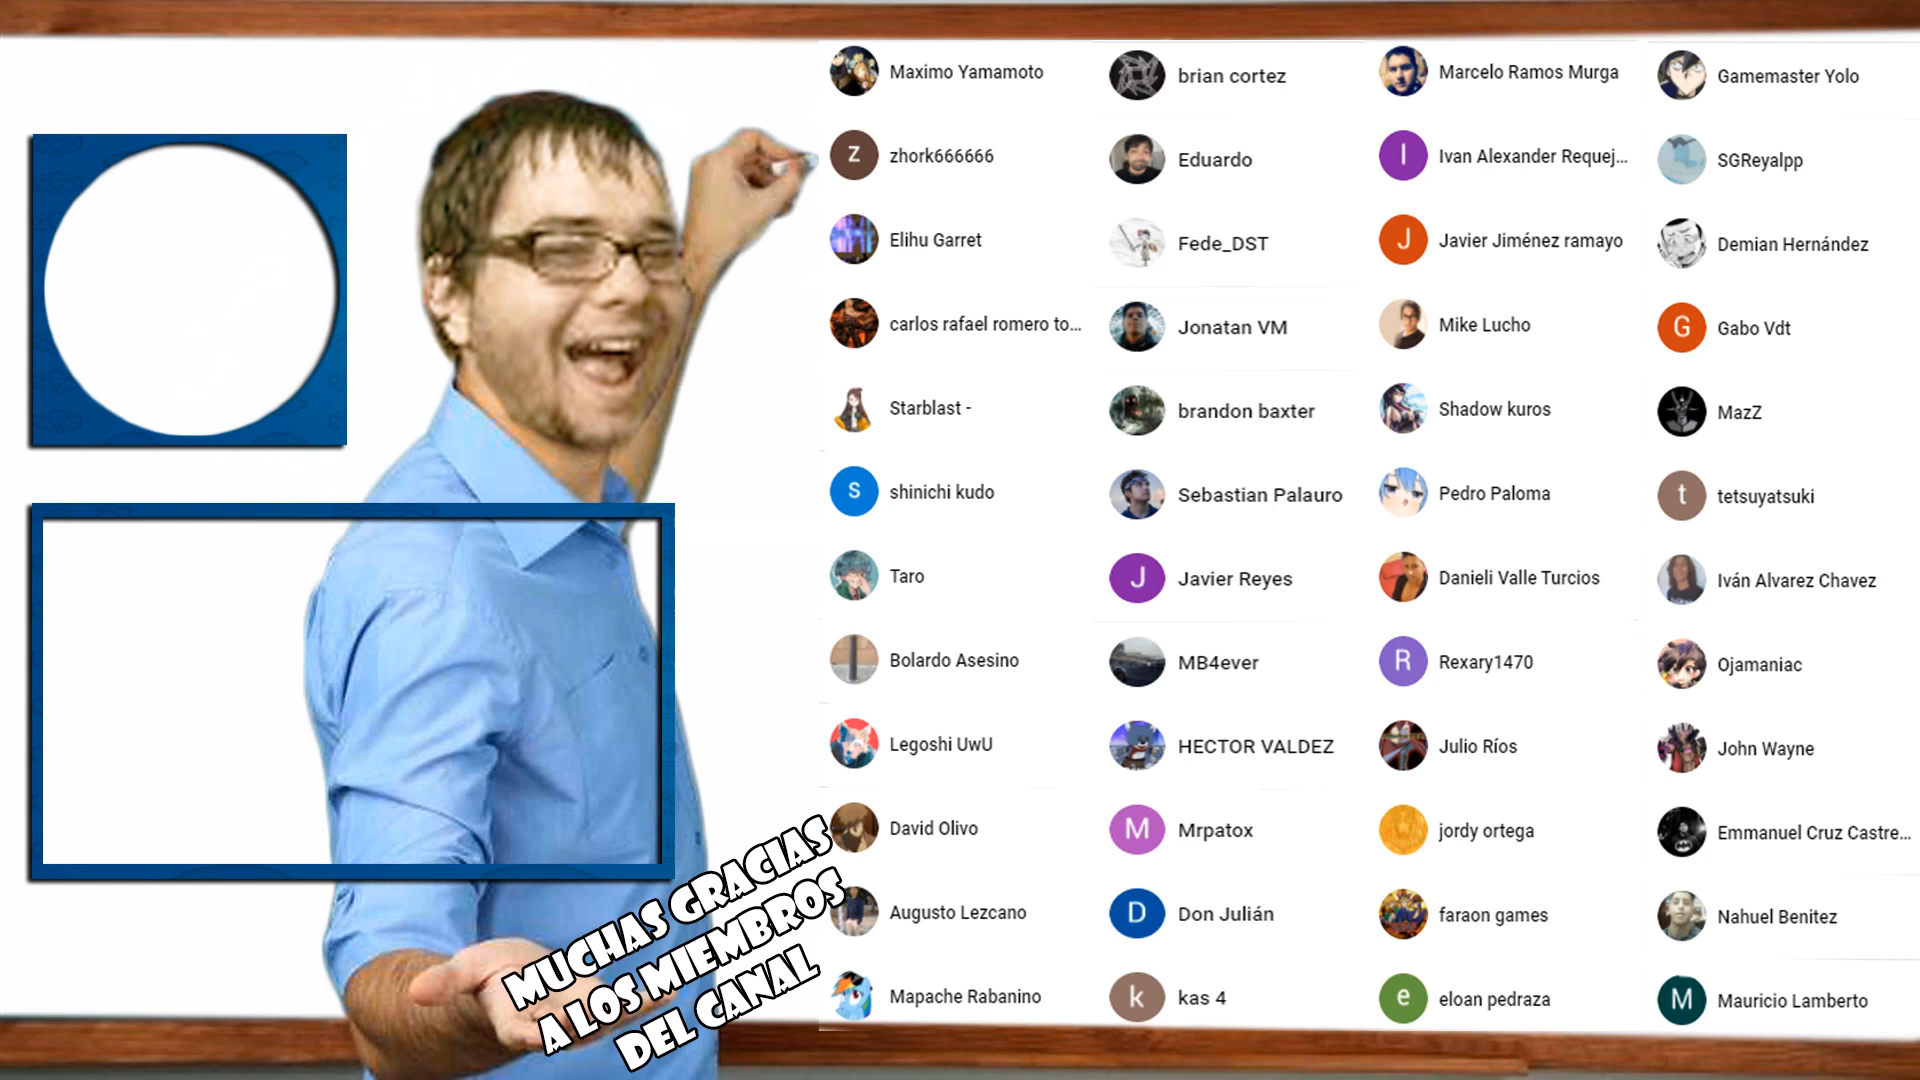 Maximo Yamamoto
Z
zhork666666
Elihu Garret
carlos rafael romero to...
Starblast -
S
shinichi kudo
Taro
Bolardo Asesino
Legoshi UwU
David Olivo
Augusto Lezcano
Mapache Rabanino
brian cortez
Eduardo
Fede_DST
Jonatan VM
brandon baxter
Sebastian Palauro
J
Javier Reyes
MB4ever
HECTOR VALDEZ
M
Mrpatox
D
Don Julián
k
kas 4
Marcelo Ramos Murga
I
Ivan Alexander Requej...
J
Javier Jiménez ramayo
Mike Lucho
Shadow kuros
Pedro Paloma
Danieli Valle Turcios
R
Rexary1470
Julio Ríos
jordy ortega
faraon games
e
eloan pedraza
Gamemaster Yolo
SGReyalpp
Demian Hernández
G
Gabo Vdt
MazZ
t
tetsuyatsuki
Iván Alvarez Chavez
Ojamaniac
John Wayne
Emmanuel Cruz Castre...
Nahuel Benitez
M
Mauricio Lamberto
MUCHAS GRACIAS
A LOS MIEMBROS
DEL CANAL